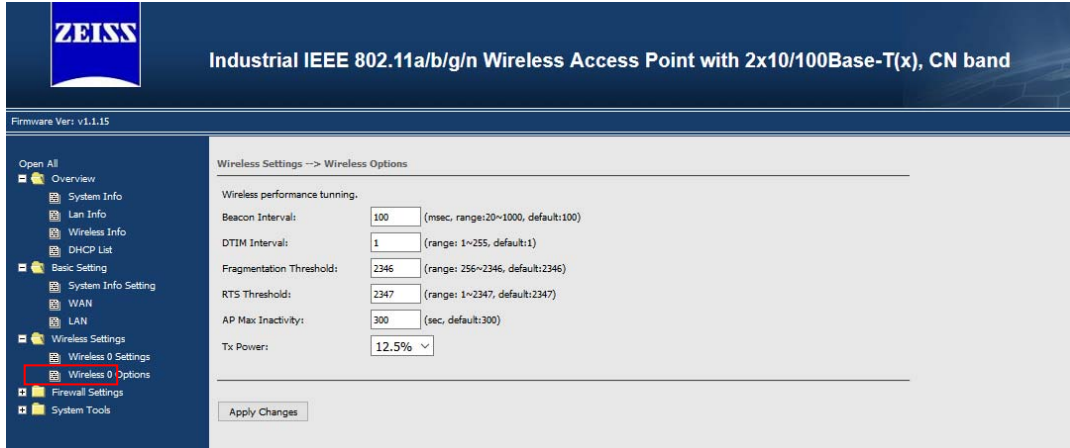 ZEISS
Industrial IEEE 802.11a/b/g/n Wireless Access Point with 2x10/100Base-T(x), CN band
Firmware Ver: v1.1.15
Open All
Overview
System Info
Lan Info
Wireless Info
DHCP List
Basic Setting
System Info Setting
WAN
LAN
Wireless Settings
Wireless 0 Settings
Wireless 0 Options
Firewall Settings
System Tools
Wireless Settings --> Wireless Options
Wireless performance tunning.
Beacon Interval: 100 (msec, range:20~1000, default:100)
DTIM Interval: 1 (range: 1~255, default:1)
Fragmentation Threshold: 2346 (range: 256~2346, default:2346)
RTS Threshold: 2347 (range: 1~2347, default:2347)
AP Max Inactivity: 300 (sec, default:300)
Tx Power: 12.5%
Apply Changes